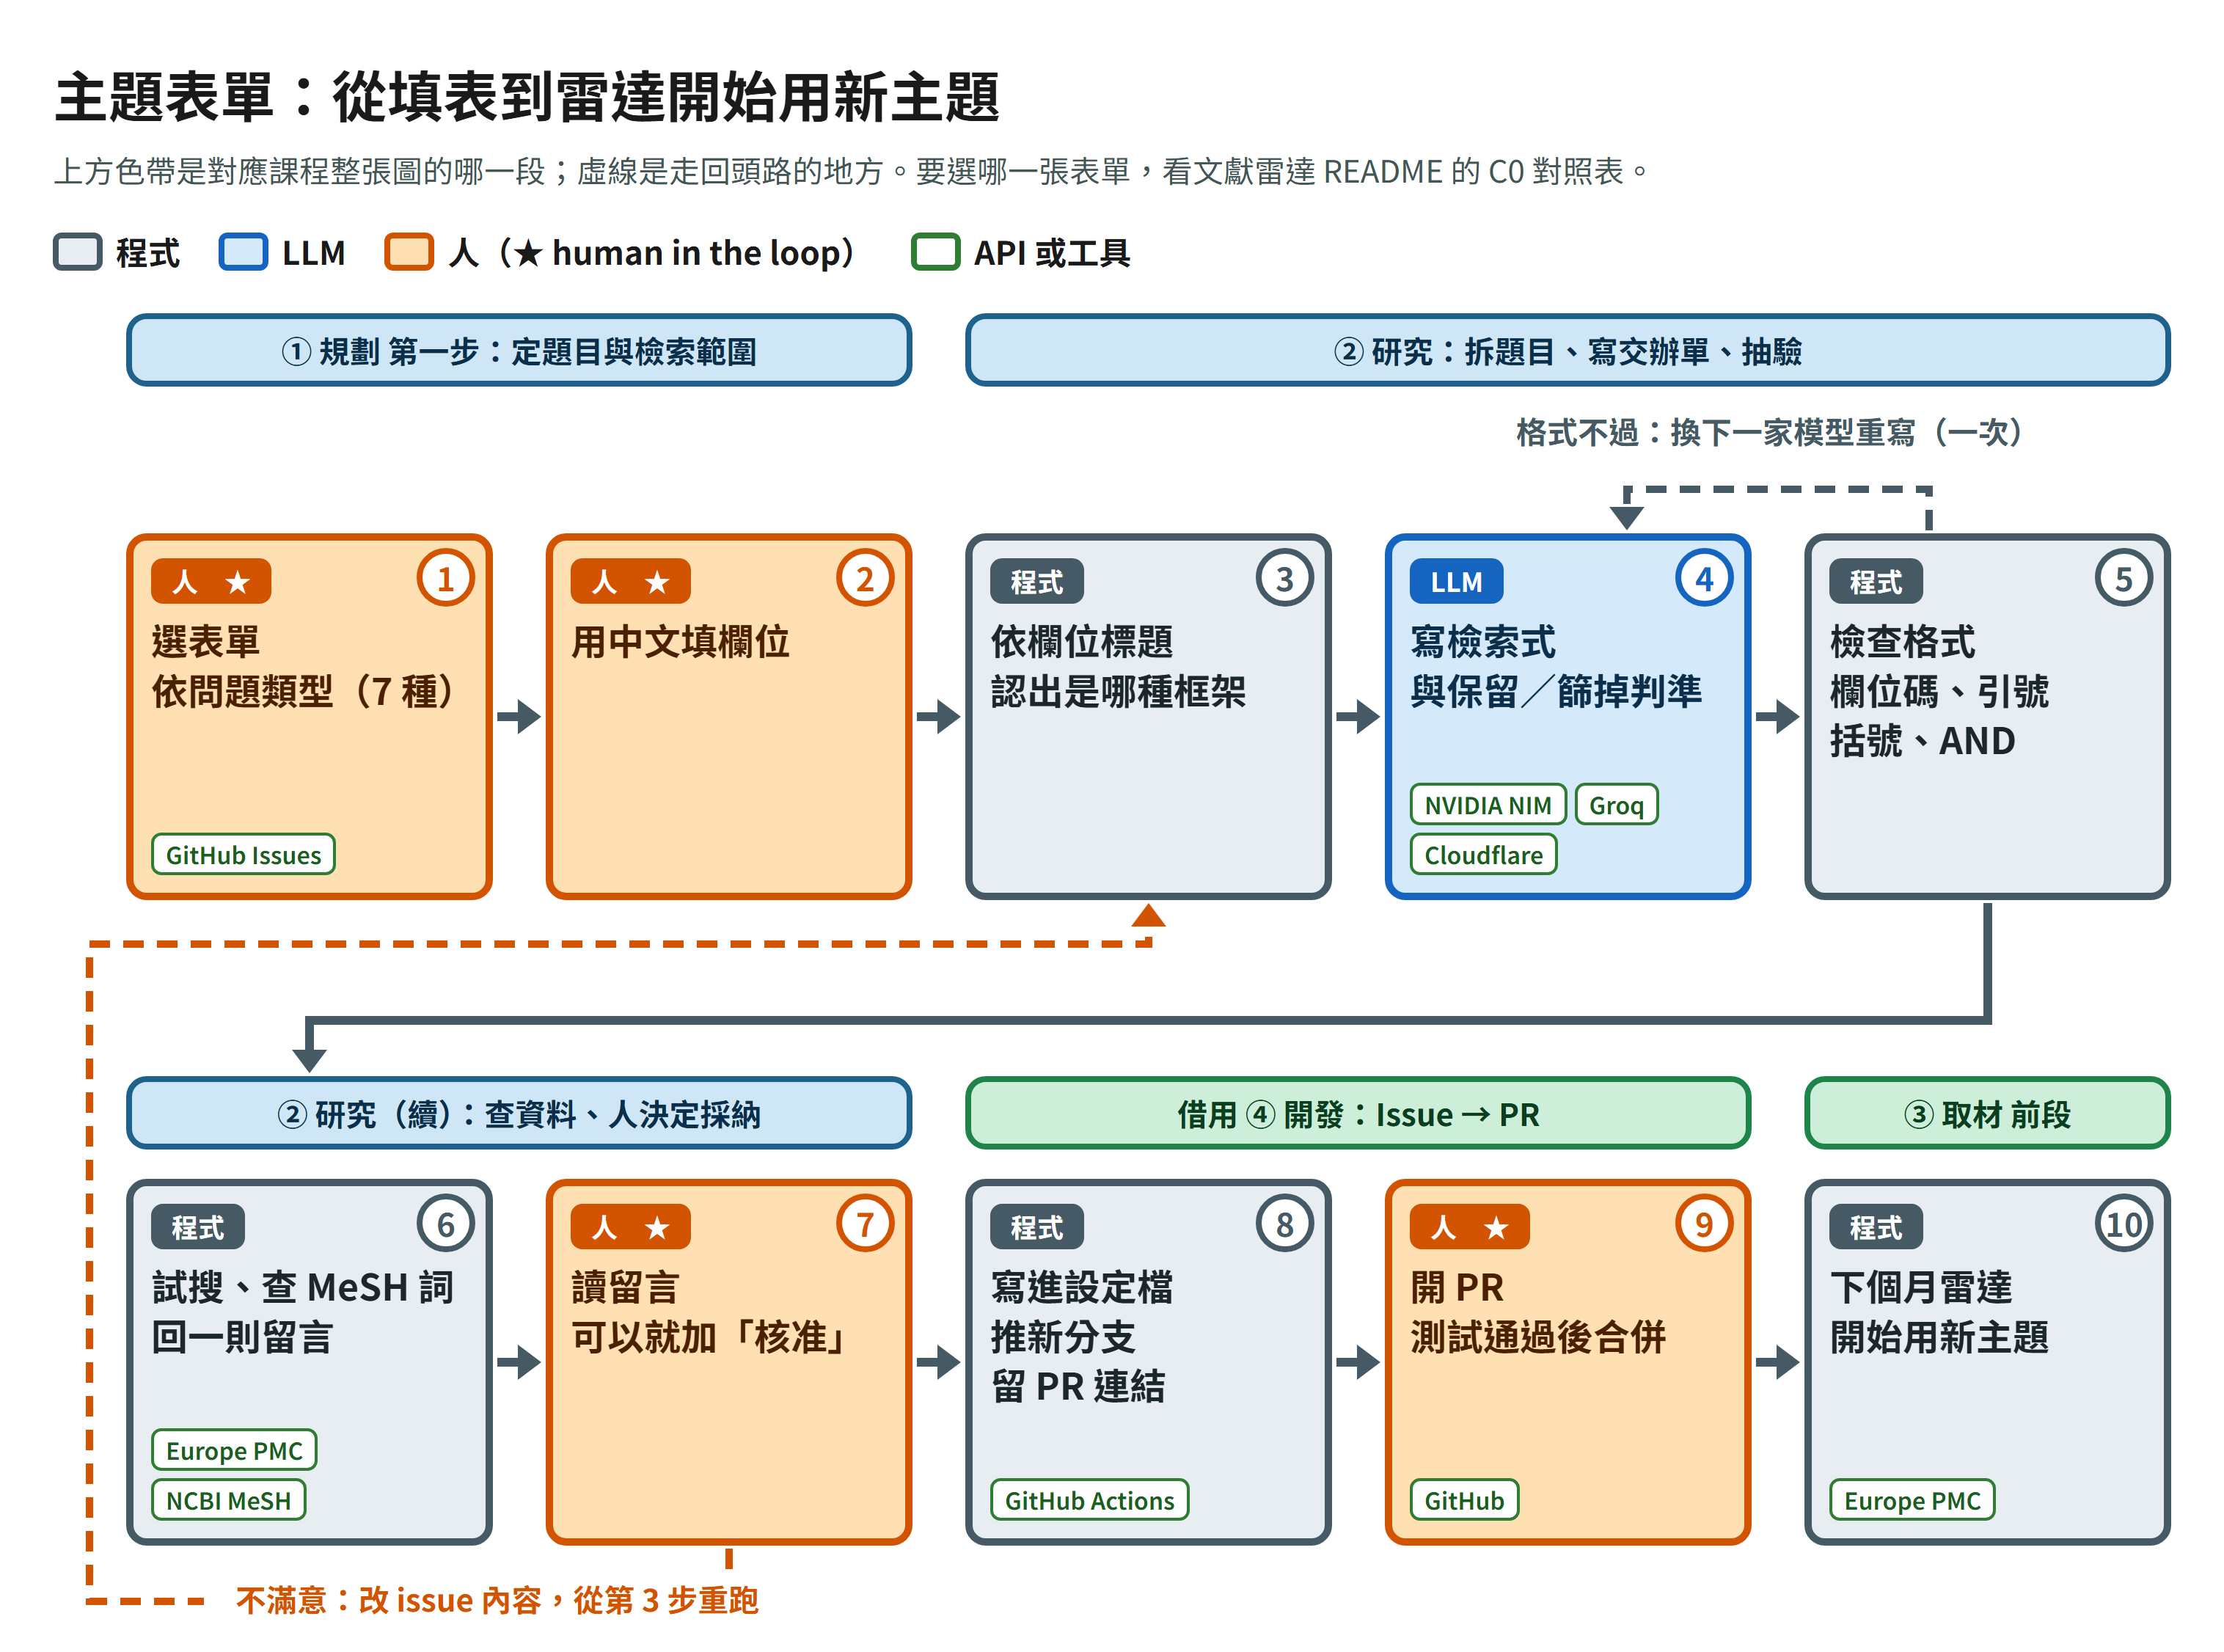 主題表單：從填表到雷達開始用新主題
上方色帶是對應課程整張圖的哪一段；虛線是走回頭路的地方。要選哪一張表單，看文獻雷達 README 的 C0 對照表。
程式
LLM
人（★ human in the loop）
API 或工具
① 規劃 第一步：定題目與檢索範圍
② 研究：拆題目、寫交辦單、抽驗
格式不過：換下一家模型重寫（一次）
人 ★
1
選表單
依問題類型（7 種）
GitHub Issues
人 ★
2
用中文填欄位
程式
3
依欄位標題
認出是哪種框架
LLM
4
寫檢索式
與保留／篩掉判準
NVIDIA NIM
Groq
Cloudflare
程式
5
檢查格式
欄位碼、引號
括號、AND
② 研究（續）：查資料、人決定採納
借用 ④ 開發：Issue → PR
③ 取材 前段
程式
6
試搜、查 MeSH 詞
回一則留言
Europe PMC
NCBI MeSH
人 ★
7
讀留言
可以就加「核准」
程式
8
寫進設定檔
推新分支
留 PR 連結
GitHub Actions
人 ★
9
開 PR
測試通過後合併
GitHub
程式
10
下個月雷達
開始用新主題
Europe PMC
不滿意：改 issue 內容，從第 3 步重跑